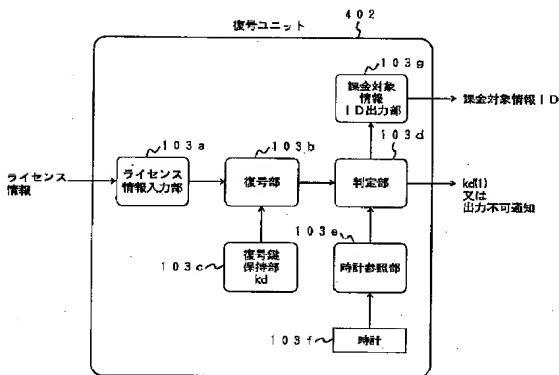 復号ユニット
402
103g
課金対象
情報
ID出力部
課金対象情報ID
103a
103b
103d
ライセンス
情報
ライセンス
情報入力部
復号部
判定部
kd(1)
又は
出力不可通知
103c
復号鍵
保持部
kd
103e
時計参照部
103f
時計